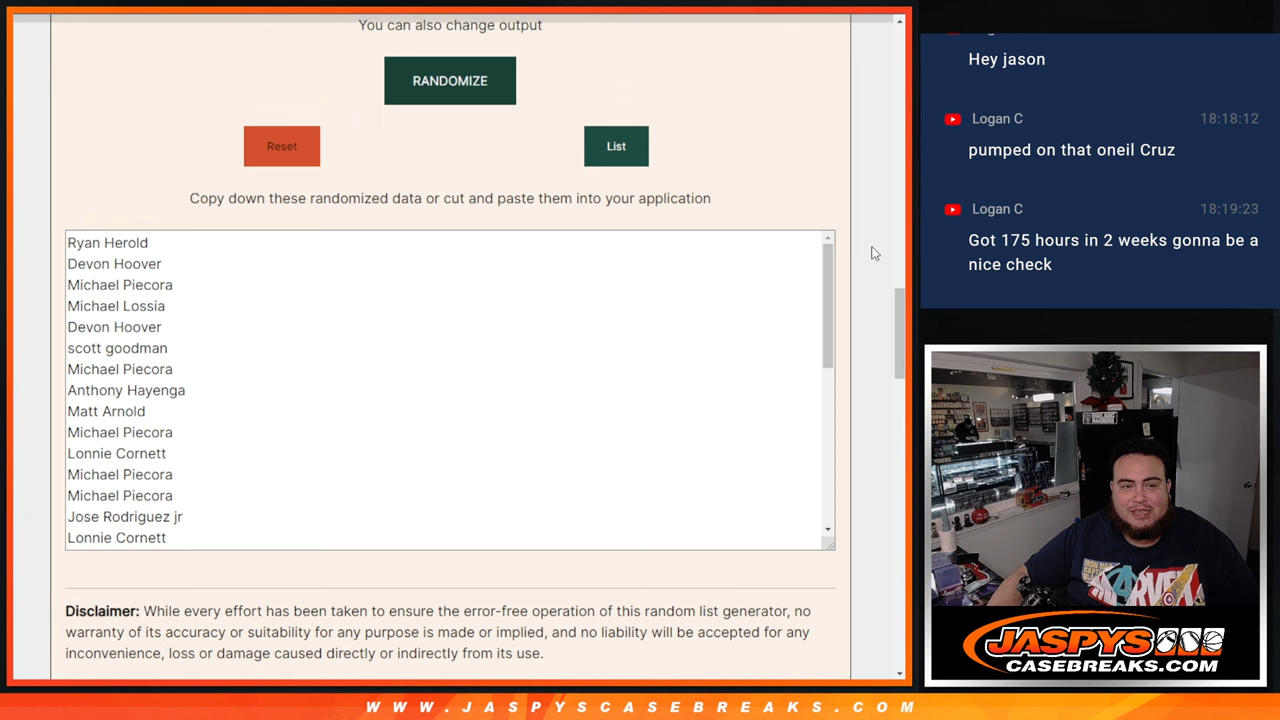 You can also change output
RANDOMIZE
Reset
List
Copy down these randomized data or cut and paste them into your application
Ryan Herold
Devon Hoover
Michael Piecora
Michael Lossia
Devon Hoover
scott goodman
Michael Piecora
Anthony Hayenga
Matt Arnold
Michael Piecora
Lonnie Cornett
Michael Piecora
Michael Piecora
Jose Rodriguez jr
Lonnie Cornett
Disclaimer: While every effort has been taken to ensure the error-free operation of this random list generator, no
warranty of its accuracy or suitability for any purpose is made or implied, and no liability will be accepted for any
inconvenience, loss or damage caused directly or indirectly from its use.
Hey jason
Logan C 18:18:12
pumped on that oneil Cruz
Logan C 18:19:23
Got 175 hours in 2 weeks gonna be a
nice check
MARVEL
JASPYS
CASEBREAKS.COM
WWW.JASPYSCASEBREAKS.COM